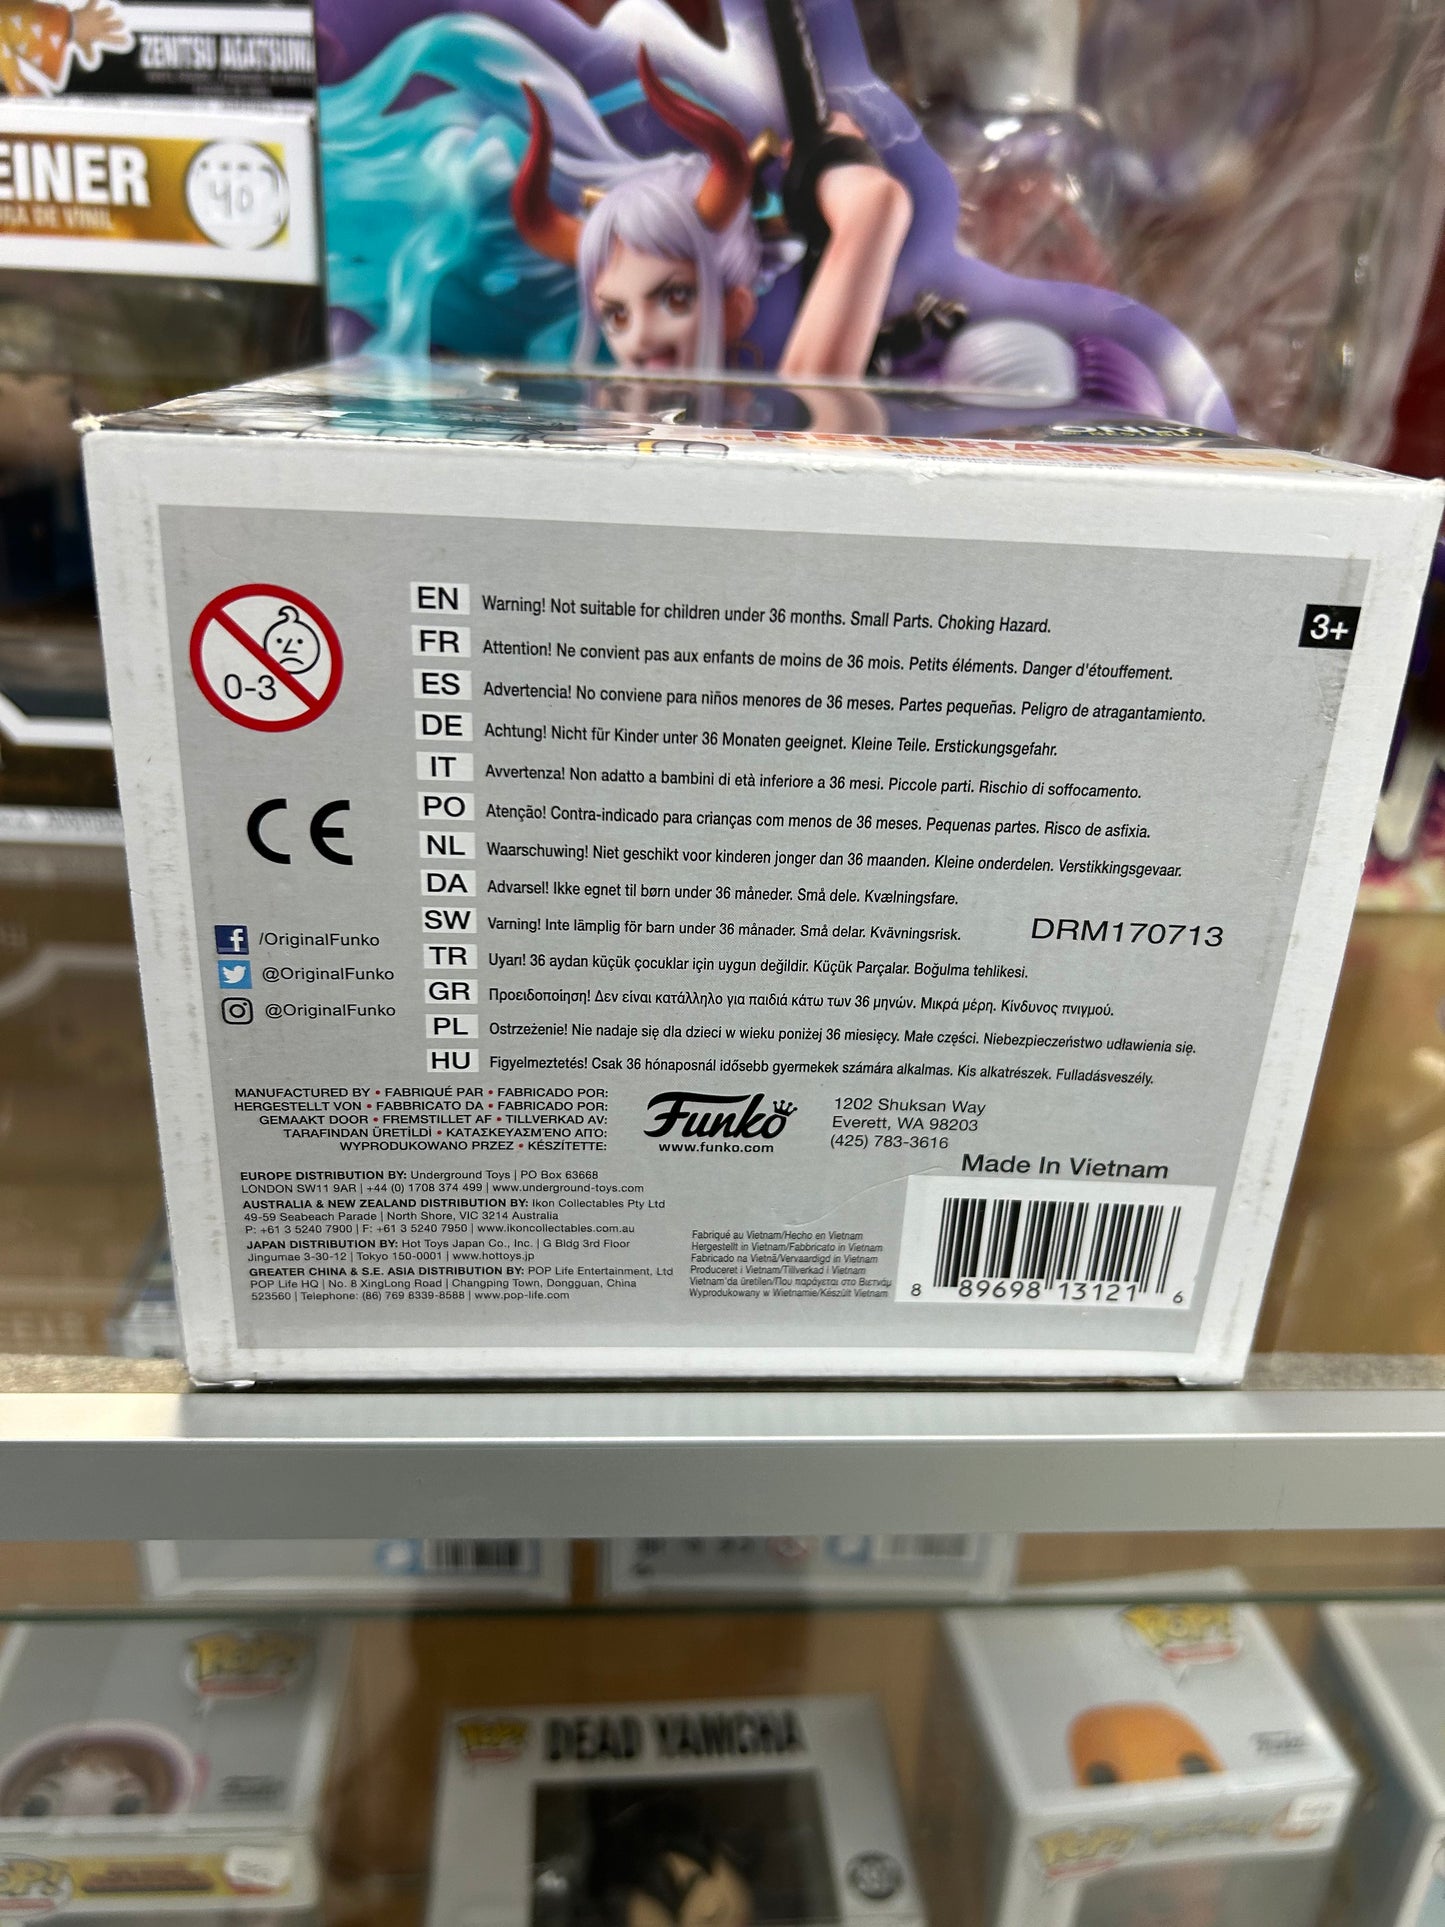 ZENITSU AGATSUMA
EINER
40
ONLY
REINHARDT
0-3
3+
EN Warning! Not suitable for children under 36 months. Small Parts. Choking Hazard.
FR Attention! Ne convient pas aux enfants de moins de 36 mois. Petits éléments. Danger d'étouffement.
ES Advertencia! No conviene para niños menores de 36 meses. Partes pequeñas. Peligro de atragantamiento.
DE Achtung! Nicht für Kinder unter 36 Monaten geeignet. Kleine Teile. Erstickungsgefahr.
IT Avvertenza! Non adatto a bambini di età inferiore a 36 mesi. Piccole parti. Rischio di soffocamento.
PO Atenção! Contra-indicado para crianças com menos de 36 meses. Pequenas partes. Risco de asfixia.
NL Waarschuwing! Niet geschikt voor kinderen jonger dan 36 maanden. Kleine onderdelen. Verstikkingsgevaar.
DA Advarsel! Ikke egnet til børn under 36 måneder. Små dele. Kvælningsfare.
SW Varning! Inte lämplig för barn under 36 månader. Små delar. Kvävningsrisk.
TR Uyarı! 36 aydan küçük çocuklar için uygun değildir. Küçük Parçalar. Boğulma tehlikesi.
GR Προειδοποίηση! Δεν είναι κατάλληλο για παιδιά κάτω των 36 μηνών. Μικρά μέρη. Κίνδυνος πνιγμού.
PL Ostrzeżenie! Nie nadaje się dla dzieci w wieku poniżej 36 miesięcy. Małe części. Niebezpieczeństwo udławienia się.
HU Figyelmeztetés! Csak 36 hónaposnál idősebb gyermekek számára alkalmas. Kis alkatrészek. Fulladásveszély.
CE
DRM170713
/OriginalFunko
@OriginalFunko
@OriginalFunko
MANUFACTURED BY • FABRIQUÉ PAR • FABRICADO POR:
HERGESTELLT VON • FABBRICATO DA • FABRICADO POR:
GEMAAKT DOOR • FREMSTILLET AF • TILLVERKAD AV:
TARAFINDAN ÜRETİLDİ • ΚΑΤΑΣΚΕΥΑΣΜΈΝΟ ΑΠΌ:
WYPRODUKOWANO PRZEZ • KÉSZÍTETTE:
Funko
www.funko.com
1202 Shuksan Way
Everett, WA 98203
(425) 783-3616
Made In Vietnam
EUROPE DISTRIBUTION BY: Underground Toys | PO Box 63668
LONDON SW11 9AR | +44 (0) 1708 374 499 | www.underground-toys.com
AUSTRALIA & NEW ZEALAND DISTRIBUTION BY: Ikon Collectables Pty Ltd
49-59 Seabeach Parade | North Shore, VIC 3214 Australia
P: +61 3 5240 7900 | F: +61 3 5240 7950 | www.ikoncollectables.com.au
JAPAN DISTRIBUTION BY: Hot Toys Japan Co., Inc. | G Bldg 3rd Floor
Jingumae 3-30-12 | Tokyo 150-0001 | www.hottoys.jp
GREATER CHINA & S.E. ASIA DISTRIBUTION BY: POP Life Entertainment, Ltd
POP Life HQ | No. 8 XingLong Road | Changping Town, Dongguan, China
523560 | Telephone: (86) 769 8339-8588 | www.pop-life.com
Fabriqué au Vietnam/Hecho en Vietnam
Hergestellt in Vietnam/Fabbricato in Vietnam
Fabricado na Vietnã/Vervaardigd in Vietnam
Produceret i Vietnam/Tillverkad i Vietnam
Vietnam'da üretilen/Που παράγεται στο Βιετνάμ
Wyprodukowany w Wietnamie/Készült Vietnam
8 89698 13121 6
POP!
POP!
POP!
DEAD YAMCHA
POP!
POP!